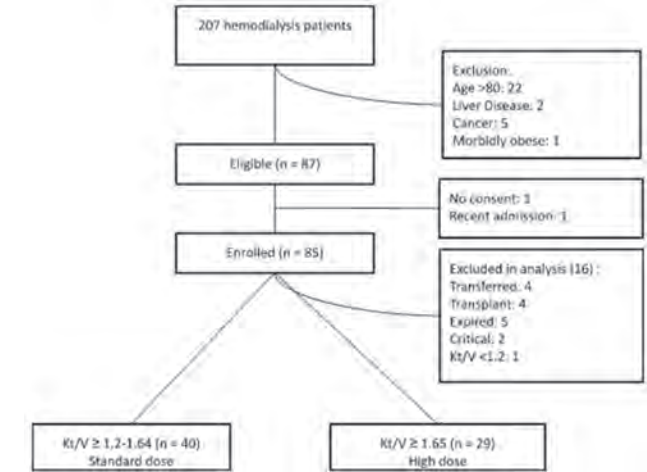 207 hemodialysis patients
Exclusion:
Age >80: 22
Liver Disease: 2
Cancer: 5
Morbidly obese: 1
Eligible (n = 87)
No consent: 1
Recent admission: 1
Enrolled (n = 85)
Excluded in analysis (16) :
Transferred: 4
Transplant: 4
Expired: 5
Critical: 2
Kt/V <1.2: 1
Kt/V ≥ 1.2-1.64 (n = 40)
Standard dose
Kt/V ≥ 1.65 (n = 29)
High dose